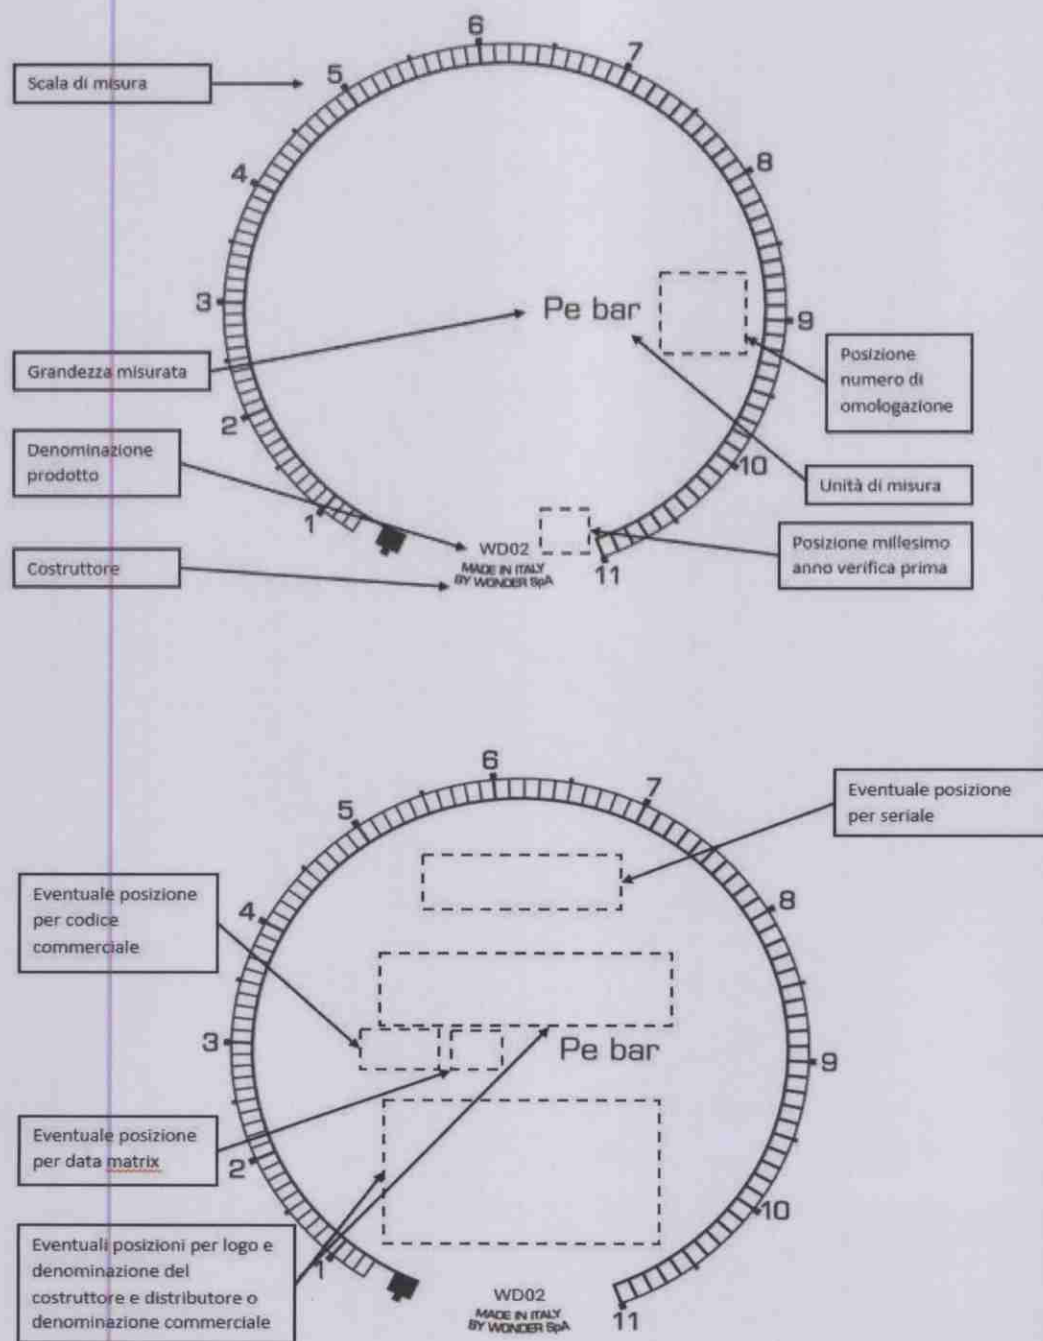 6
7
5
Scala di misura
8
4
3
Pe bar
9
Posizione
numero di
omologazione
Grandezza misurata
2
Denominazione
prodotto
10
Unità di misura
1
WD02
Posizione millesimo
anno verifica prima
Costruttore
MADE IN ITALY
BY WONDER SpA
11
6
7
Eventuale posizione
per seriale
5
8
Eventuale posizione
per codice
commerciale
4
3
Pe bar
9
Eventuale posizione
per data matrix
2
10
Eventuali posizioni per logo e
denominazione del
costruttore e distributore o
denominazione commerciale
1
WD02
MADE IN ITALY
BY WONDER SpA
11